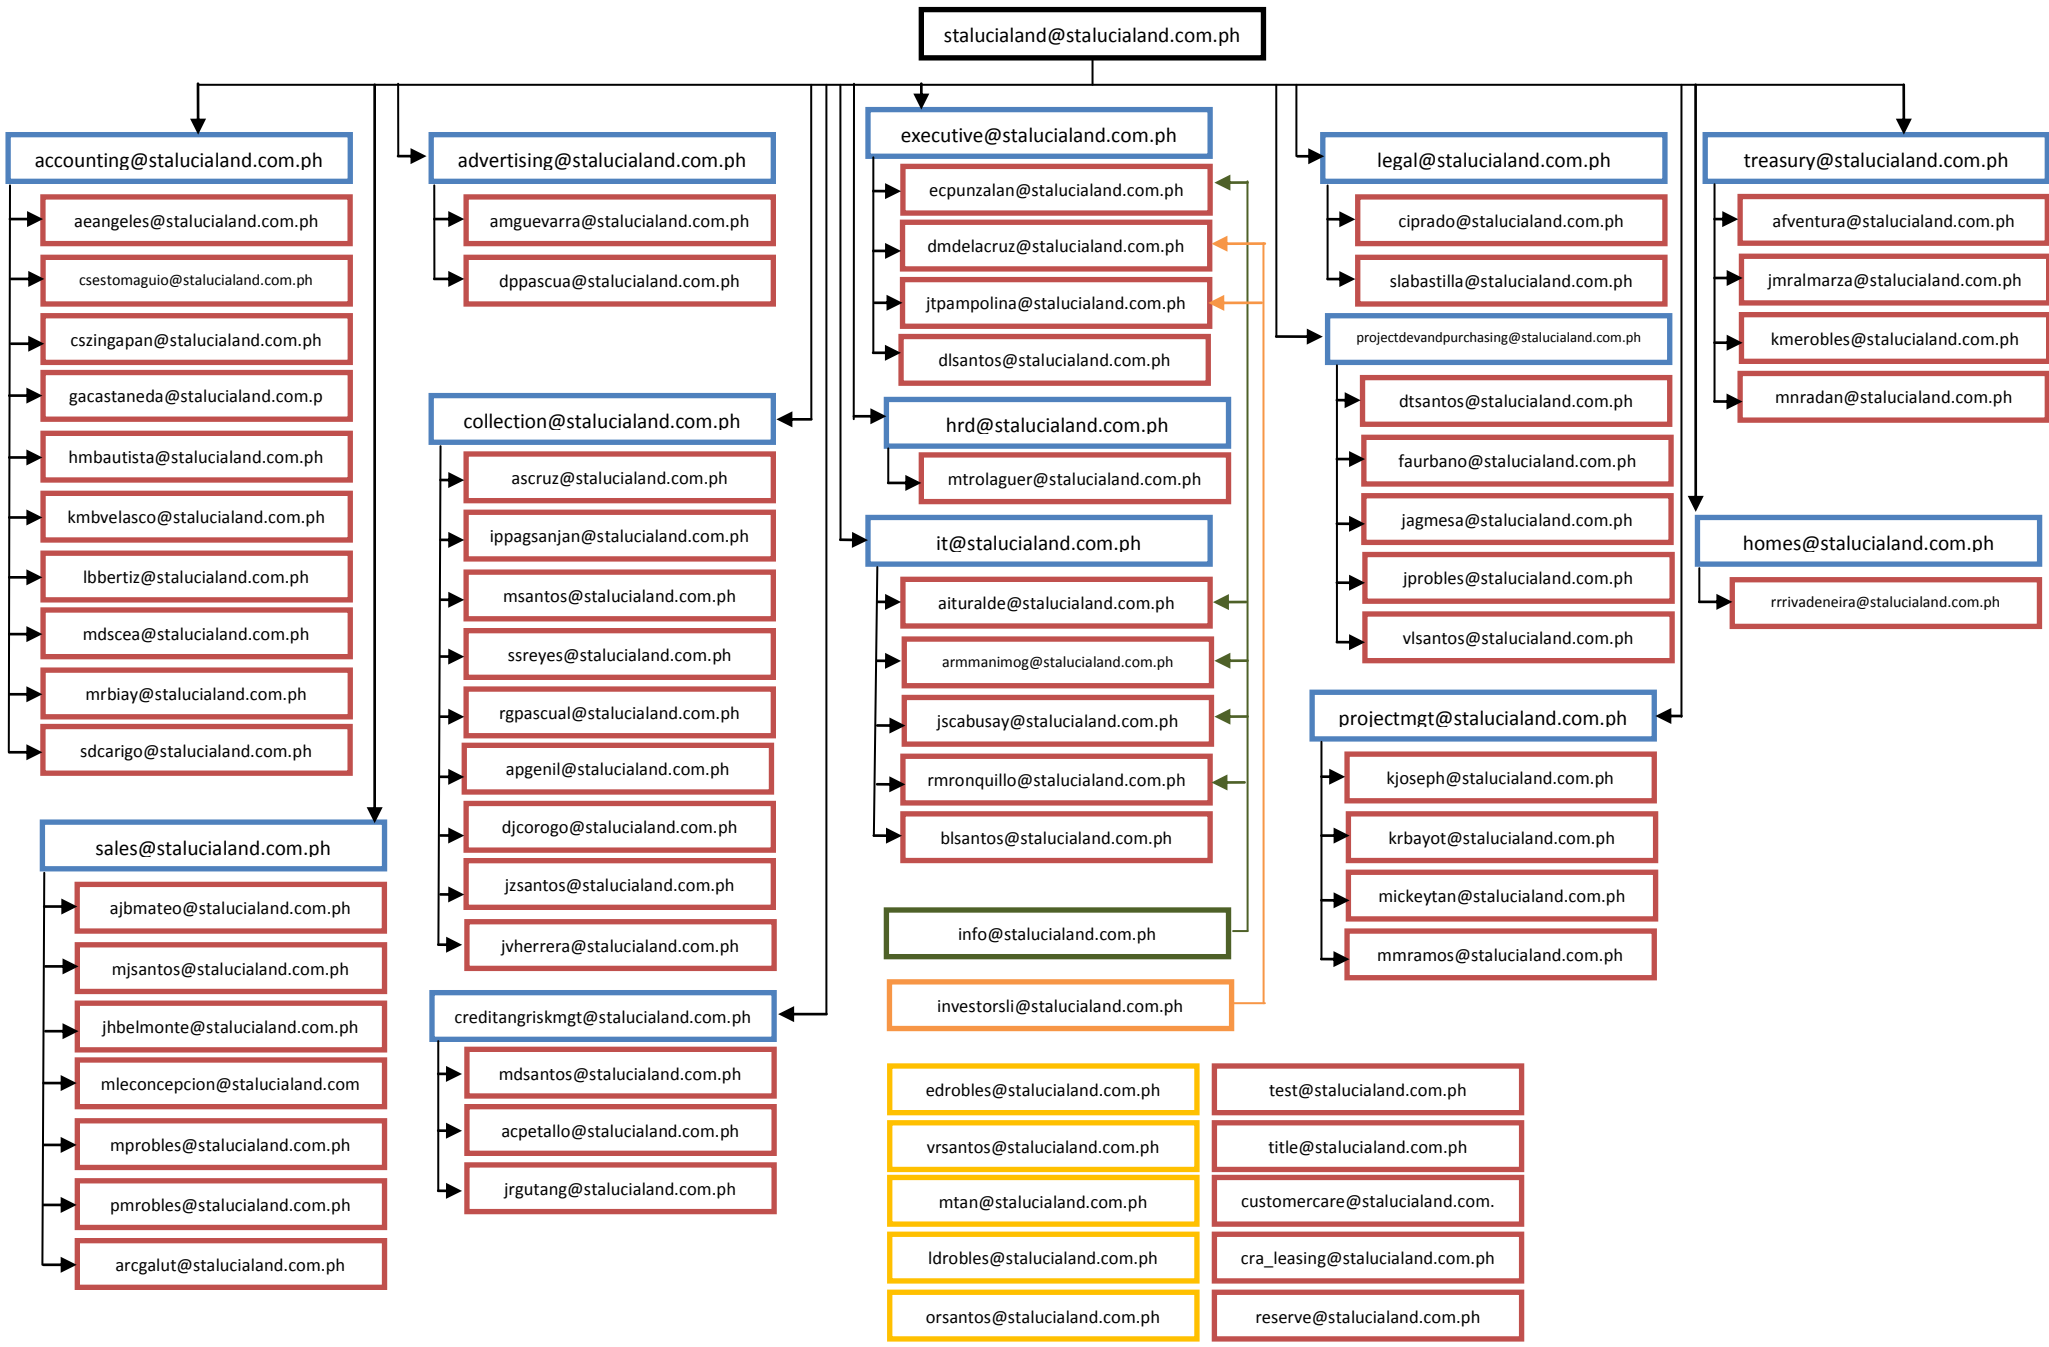 stalucialand@stalucialand.com.ph
accounting@stalucialand.com.ph
aeangeles@stalucialand.com.ph
csestomaguio@stalucialand.com.ph
cszingapan@stalucialand.com.ph
gacastaneda@stalucialand.com.p
hmbautista@stalucialand.com.ph
kmbvelasco@stalucialand.com.ph
lbbertiz@stalucialand.com.ph
mdscea@stalucialand.com.ph
mrbiay@stalucialand.com.ph
sdcarigo@stalucialand.com.ph
sales@stalucialand.com.ph
ajbmateo@stalucialand.com.ph
mjsantos@stalucialand.com.ph
jhbelmonte@stalucialand.com.ph
mleconcepcion@stalucialand.com
mprobles@stalucialand.com.ph
pmrobles@stalucialand.com.ph
arcgalut@stalucialand.com.ph
advertising@stalucialand.com.ph
amguevarra@stalucialand.com.ph
dppascua@stalucialand.com.ph
collection@stalucialand.com.ph
ascruz@stalucialand.com.ph
ippagsanjan@stalucialand.com.ph
msantos@stalucialand.com.ph
ssreyes@stalucialand.com.ph
rgpascual@stalucialand.com.ph
apgenil@stalucialand.com.ph
djcorogo@stalucialand.com.ph
jzsantos@stalucialand.com.ph
jvherrera@stalucialand.com.ph
creditangriskmgt@stalucialand.com.ph
mdsantos@stalucialand.com.ph
acpetallo@stalucialand.com.ph
jrgutang@stalucialand.com.ph
executive@stalucialand.com.ph
ecpunzalan@stalucialand.com.ph
dmdelacruz@stalucialand.com.ph
jtpampolina@stalucialand.com.ph
dlsantos@stalucialand.com.ph
hrd@stalucialand.com.ph
mtrolaguer@stalucialand.com.ph
it@stalucialand.com.ph
aituralde@stalucialand.com.ph
armmanimog@stalucialand.com.ph
jscabusay@stalucialand.com.ph
rmronquillo@stalucialand.com.ph
blsantos@stalucialand.com.ph
info@stalucialand.com.ph
investorsli@stalucialand.com.ph
edrobles@stalucialand.com.ph
vrsantos@stalucialand.com.ph
mtan@stalucialand.com.ph
ldrobles@stalucialand.com.ph
orsantos@stalucialand.com.ph
test@stalucialand.com.ph
title@stalucialand.com.ph
customercare@stalucialand.com.
cra_leasing@stalucialand.com.ph
reserve@stalucialand.com.ph
legal@stalucialand.com.ph
ciprado@stalucialand.com.ph
slabastilla@stalucialand.com.ph
projectdevandpurchasing@stalucialand.com.ph
dtsantos@stalucialand.com.ph
faurbano@stalucialand.com.ph
jagmesa@stalucialand.com.ph
jprobles@stalucialand.com.ph
vlsantos@stalucialand.com.ph
projectmgt@stalucialand.com.ph
kjoseph@stalucialand.com.ph
krbayot@stalucialand.com.ph
mickeytan@stalucialand.com.ph
mmramos@stalucialand.com.ph
treasury@stalucialand.com.ph
afventura@stalucialand.com.ph
jmralmarza@stalucialand.com.ph
kmerobles@stalucialand.com.ph
mnradan@stalucialand.com.ph
homes@stalucialand.com.ph
rrrivadeneira@stalucialand.com.ph